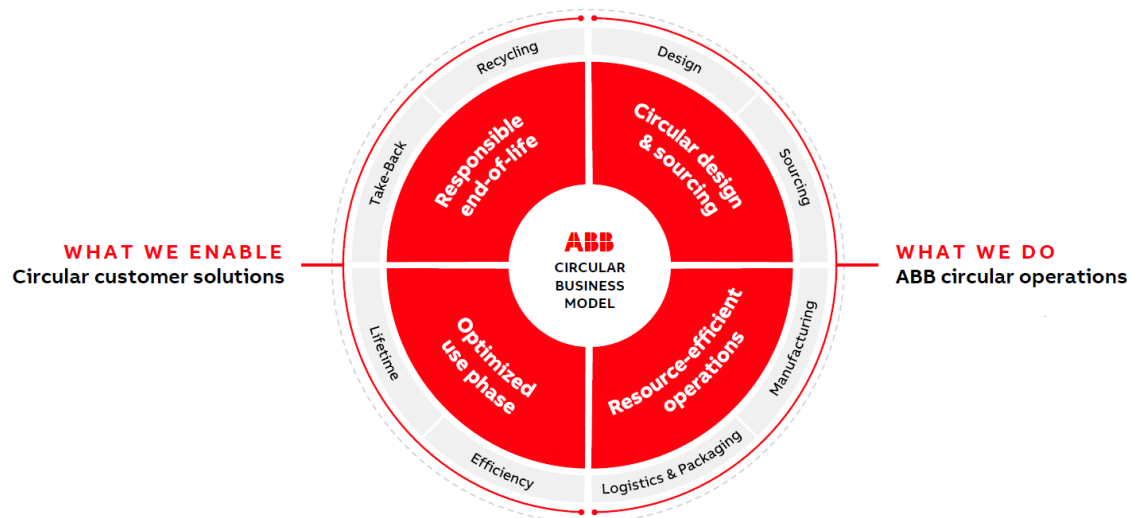 Recycling
Design
Take-Back
Sourcing
Responsible
end-of-life
Circular design
& sourcing
WHAT WE ENABLE
Circular customer solutions
ABB
CIRCULAR
BUSINESS
MODEL
WHAT WE DO
ABB circular operations
Lifetime
Optimized
use phase
Resource-efficient
operations
Manufacturing
Efficiency
Logistics & Packaging